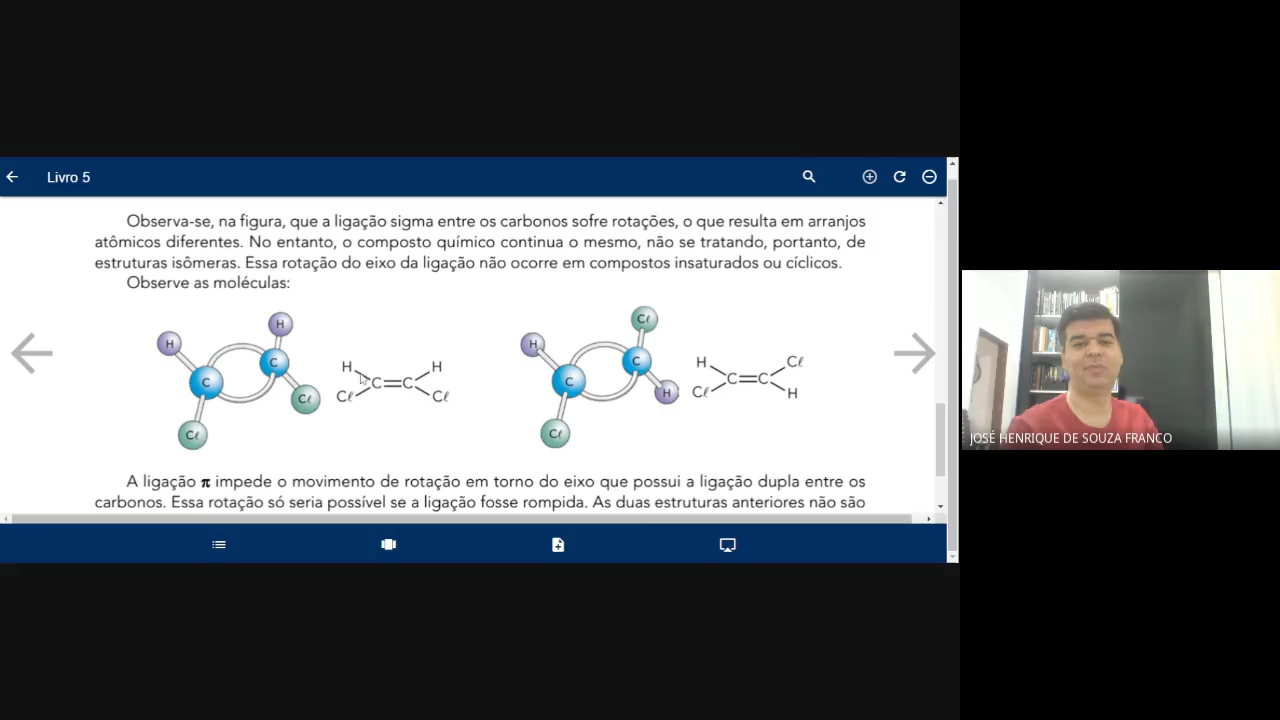 Livro 5
Observa-se, na figura, que a ligação sigma entre os carbonos sofre rotações, o que resulta em arranjos
atômicos diferentes. No entanto, o composto químico continua o mesmo, não se tratando, portanto, de
estruturas isômeras. Essa rotação do eixo da ligação não ocorre em compostos insaturados ou cíclicos.
Observe as moléculas:
H H C C Cℓ Cℓ
H H
C=C
Cℓ Cℓ
Cℓ H C C H Cℓ
H Cℓ
C=C
Cℓ H
A ligação π impede o movimento de rotação em torno do eixo que possui a ligação dupla entre os
carbonos. Essa rotação só seria possível se a ligação fosse rompida. As duas estruturas anteriores não são
JOSÉ HENRIQUE DE SOUZA FRANCO